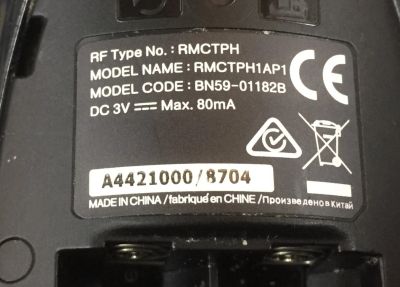 RF Type No. : RMCTPH
MODEL NAME : RMCTPH1AP1
MODEL CODE : BN59-01182B
DC 3V⎓ Max. 80mA
CE
A4421000/8704
MADE IN CHINA / fabriqué en CHINE / Произведено в Китай